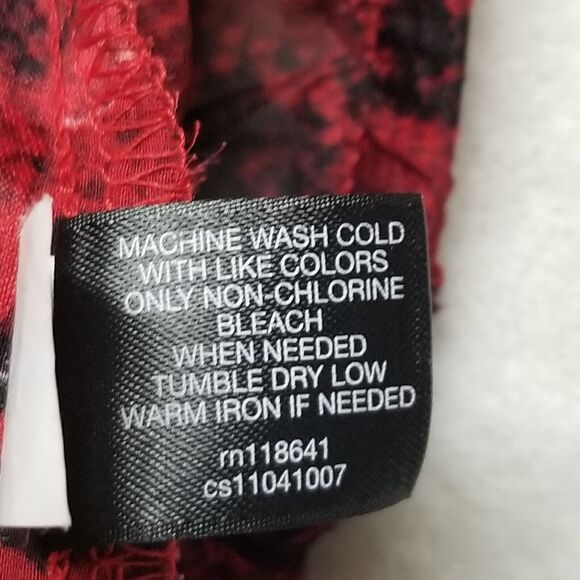 MACHINE WASH COLD
WITH LIKE COLORS
ONLY NON-CHLORINE
BLEACH
WHEN NEEDED
TUMBLE DRY LOW
WARM IRON IF NEEDED
rn118641
cs11041007